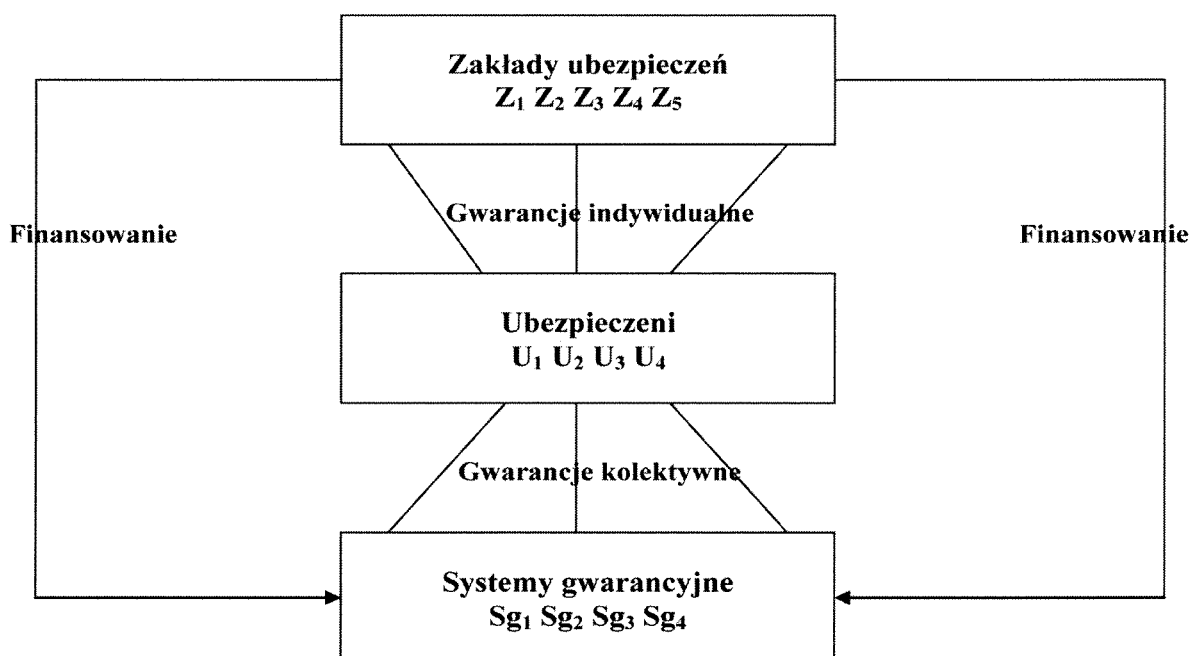 Zakłady ubezpieczeń
Z₁ Z₂ Z₃ Z₄ Z₅
Gwarancje indywidualne
Finansowanie
Finansowanie
Ubezpieczeni
U₁ U₂ U₃ U₄
Gwarancje kolektywne
Systemy gwarancyjne
Sg₁ Sg₂ Sg₃ Sg₄